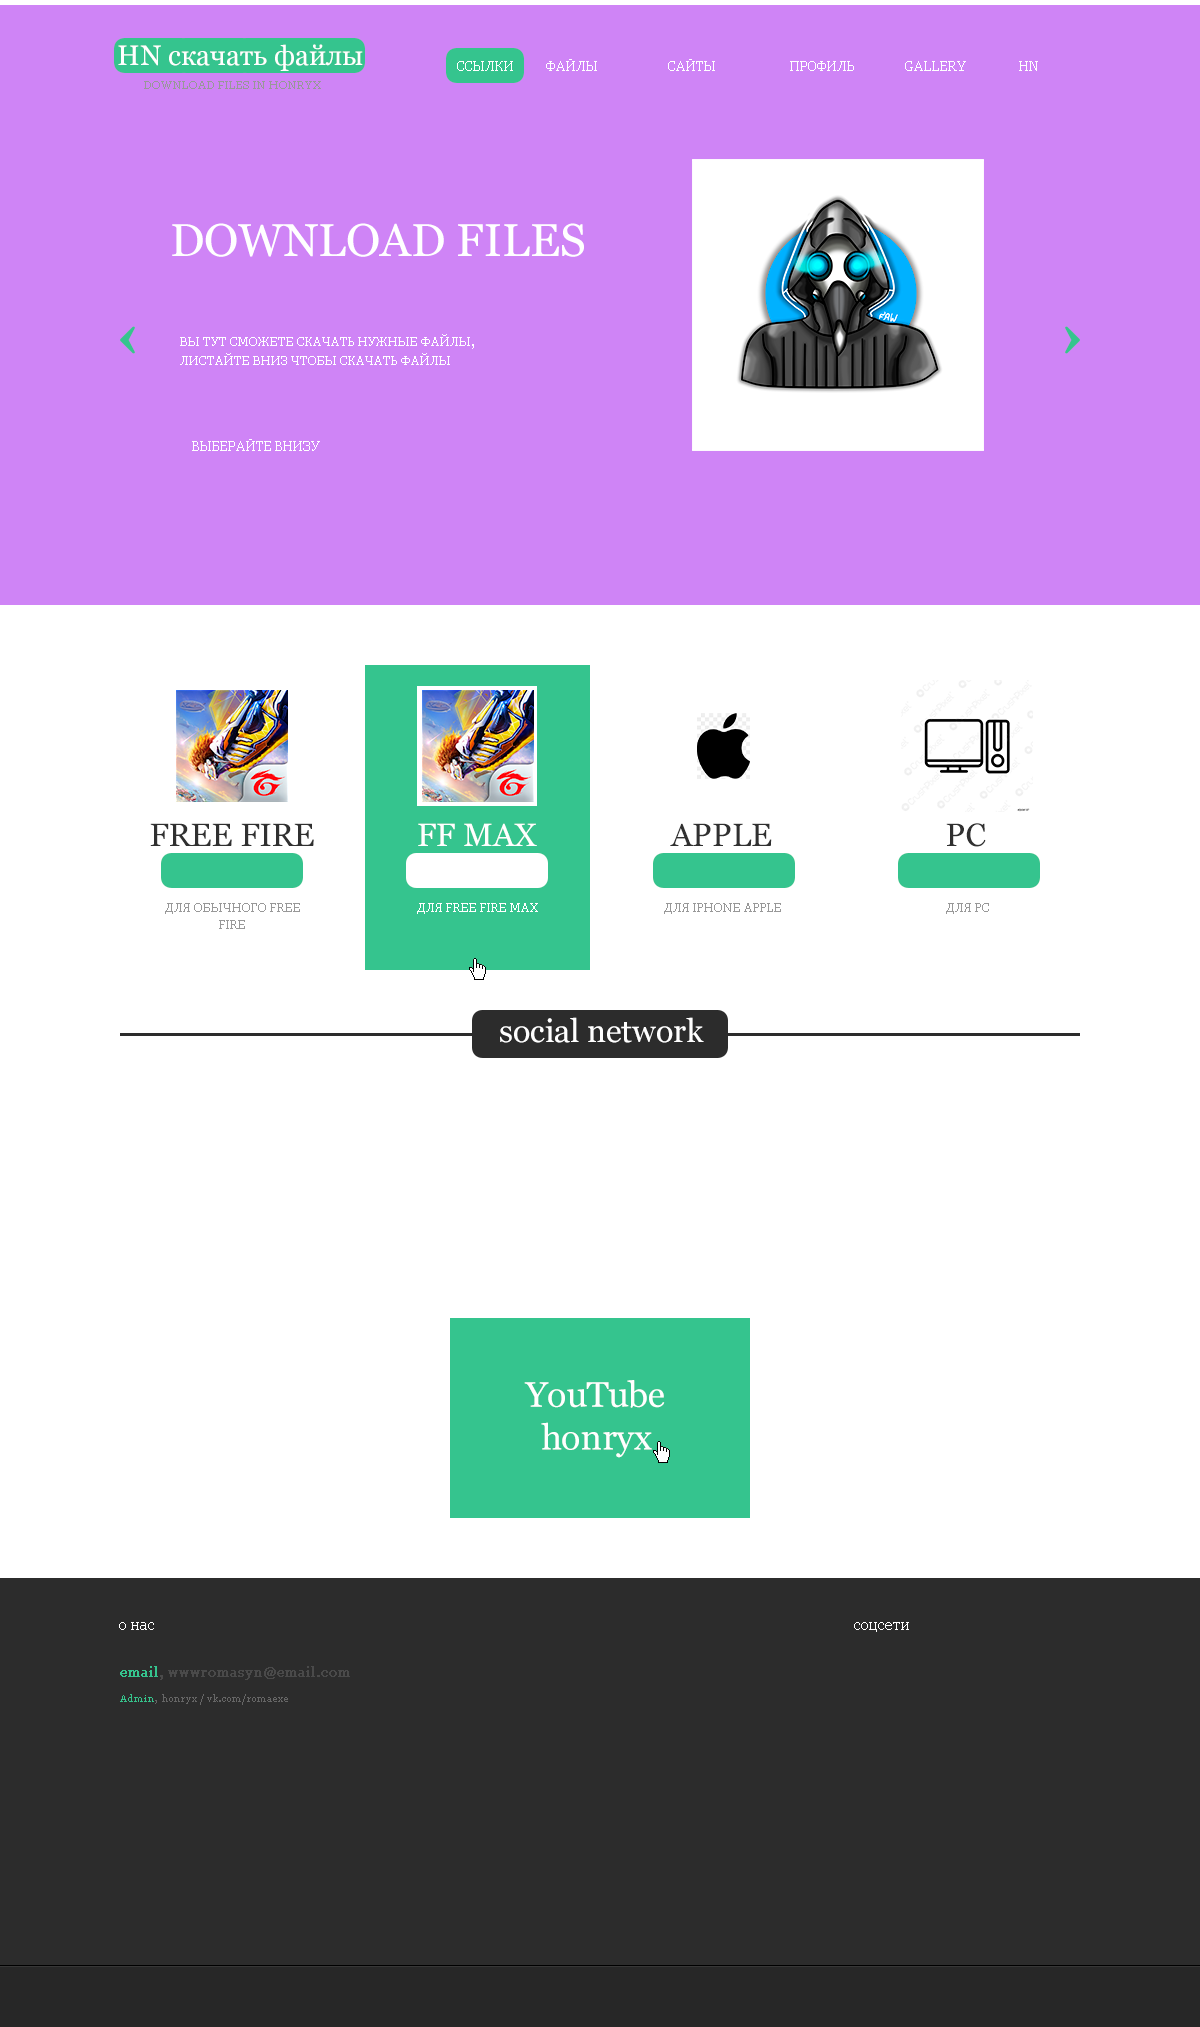 HN скачать файлы
DOWNLOAD FILES IN HONRYX
ССЫЛКИ ФАЙЛЫ САЙТЫ ПРОФИЛЬ GALLERY HN
DOWNLOAD FILES
ВЫ ТУТ СМОЖЕТЕ СКАЧАТЬ НУЖНЫЕ ФАЙЛЫ,
ЛИСТАЙТЕ ВНИЗ ЧТОБЫ СКАЧАТЬ ФАЙЛЫ
ВЫБЕРАЙТЕ ВНИЗУ
FREE FIRE
ДЛЯ ОБЫЧНОГО FREE
FIRE
FF MAX
ДЛЯ FREE FIRE MAX
APPLE
ДЛЯ IPHONE APPLE
PC
ДЛЯ PC
social network
YouTube
honryx
о нас
email, wwwromasyn@email.com
Admin, honryx / vk.com/romaexe
соцсети